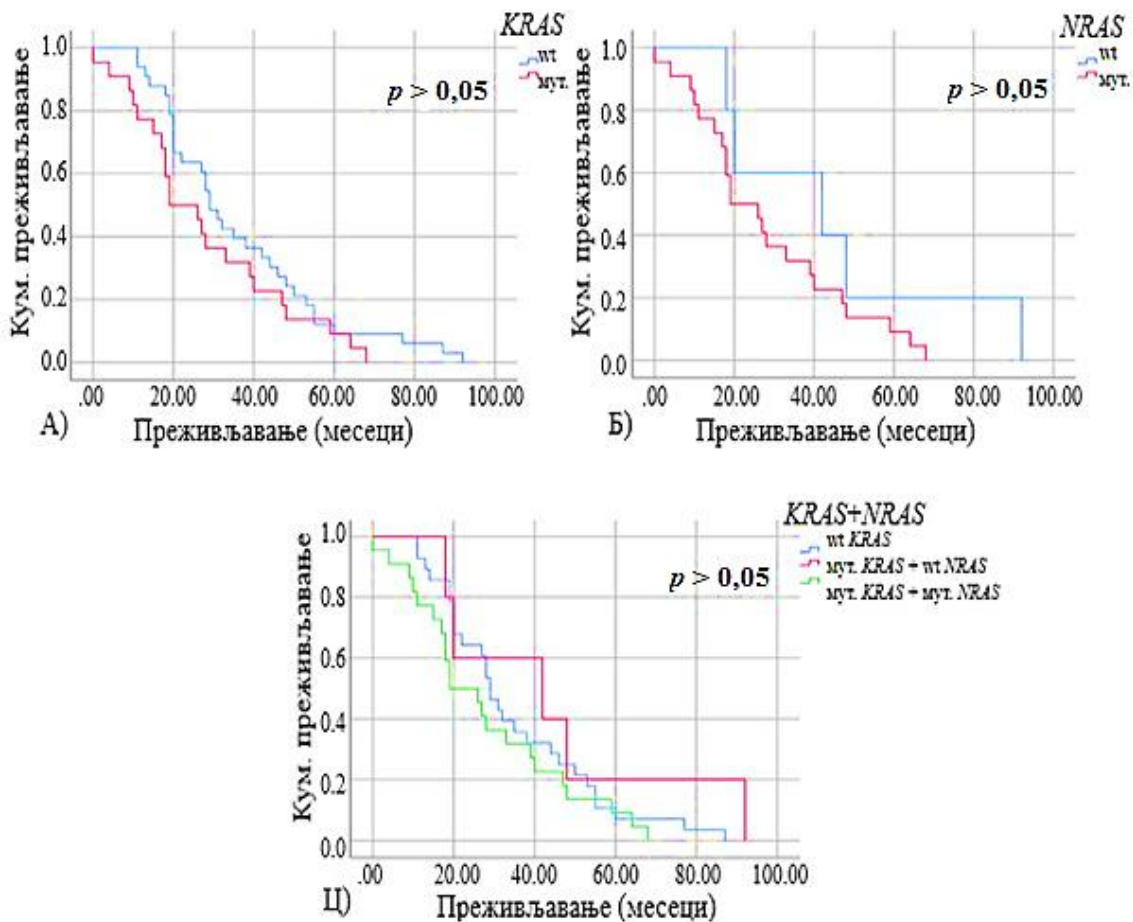 KRAS
wt
мут.
p > 0,05
Кум. преживљавање
1.0
0.8
0.6
0.4
0.2
0.0
.00 20.00 40.00 60.00 80.00 100.00
А)
Преживљавање (месеци)
NRAS
wt
мут.
p > 0,05
Кум. преживљавање
1.0
0.8
0.6
0.4
0.2
0.0
.00 20.00 40.00 60.00 80.00 100.00
Б)
Преживљавање (месеци)
KRAS+NRAS
wt KRAS
мут. KRAS + wt NRAS
мут. KRAS + мут. NRAS
p > 0,05
Кум. преживљавање
1.0
0.8
0.6
0.4
0.2
0.0
.00 20.00 40.00 60.00 80.00 100.00
Ц)
Преживљавање (месеци)